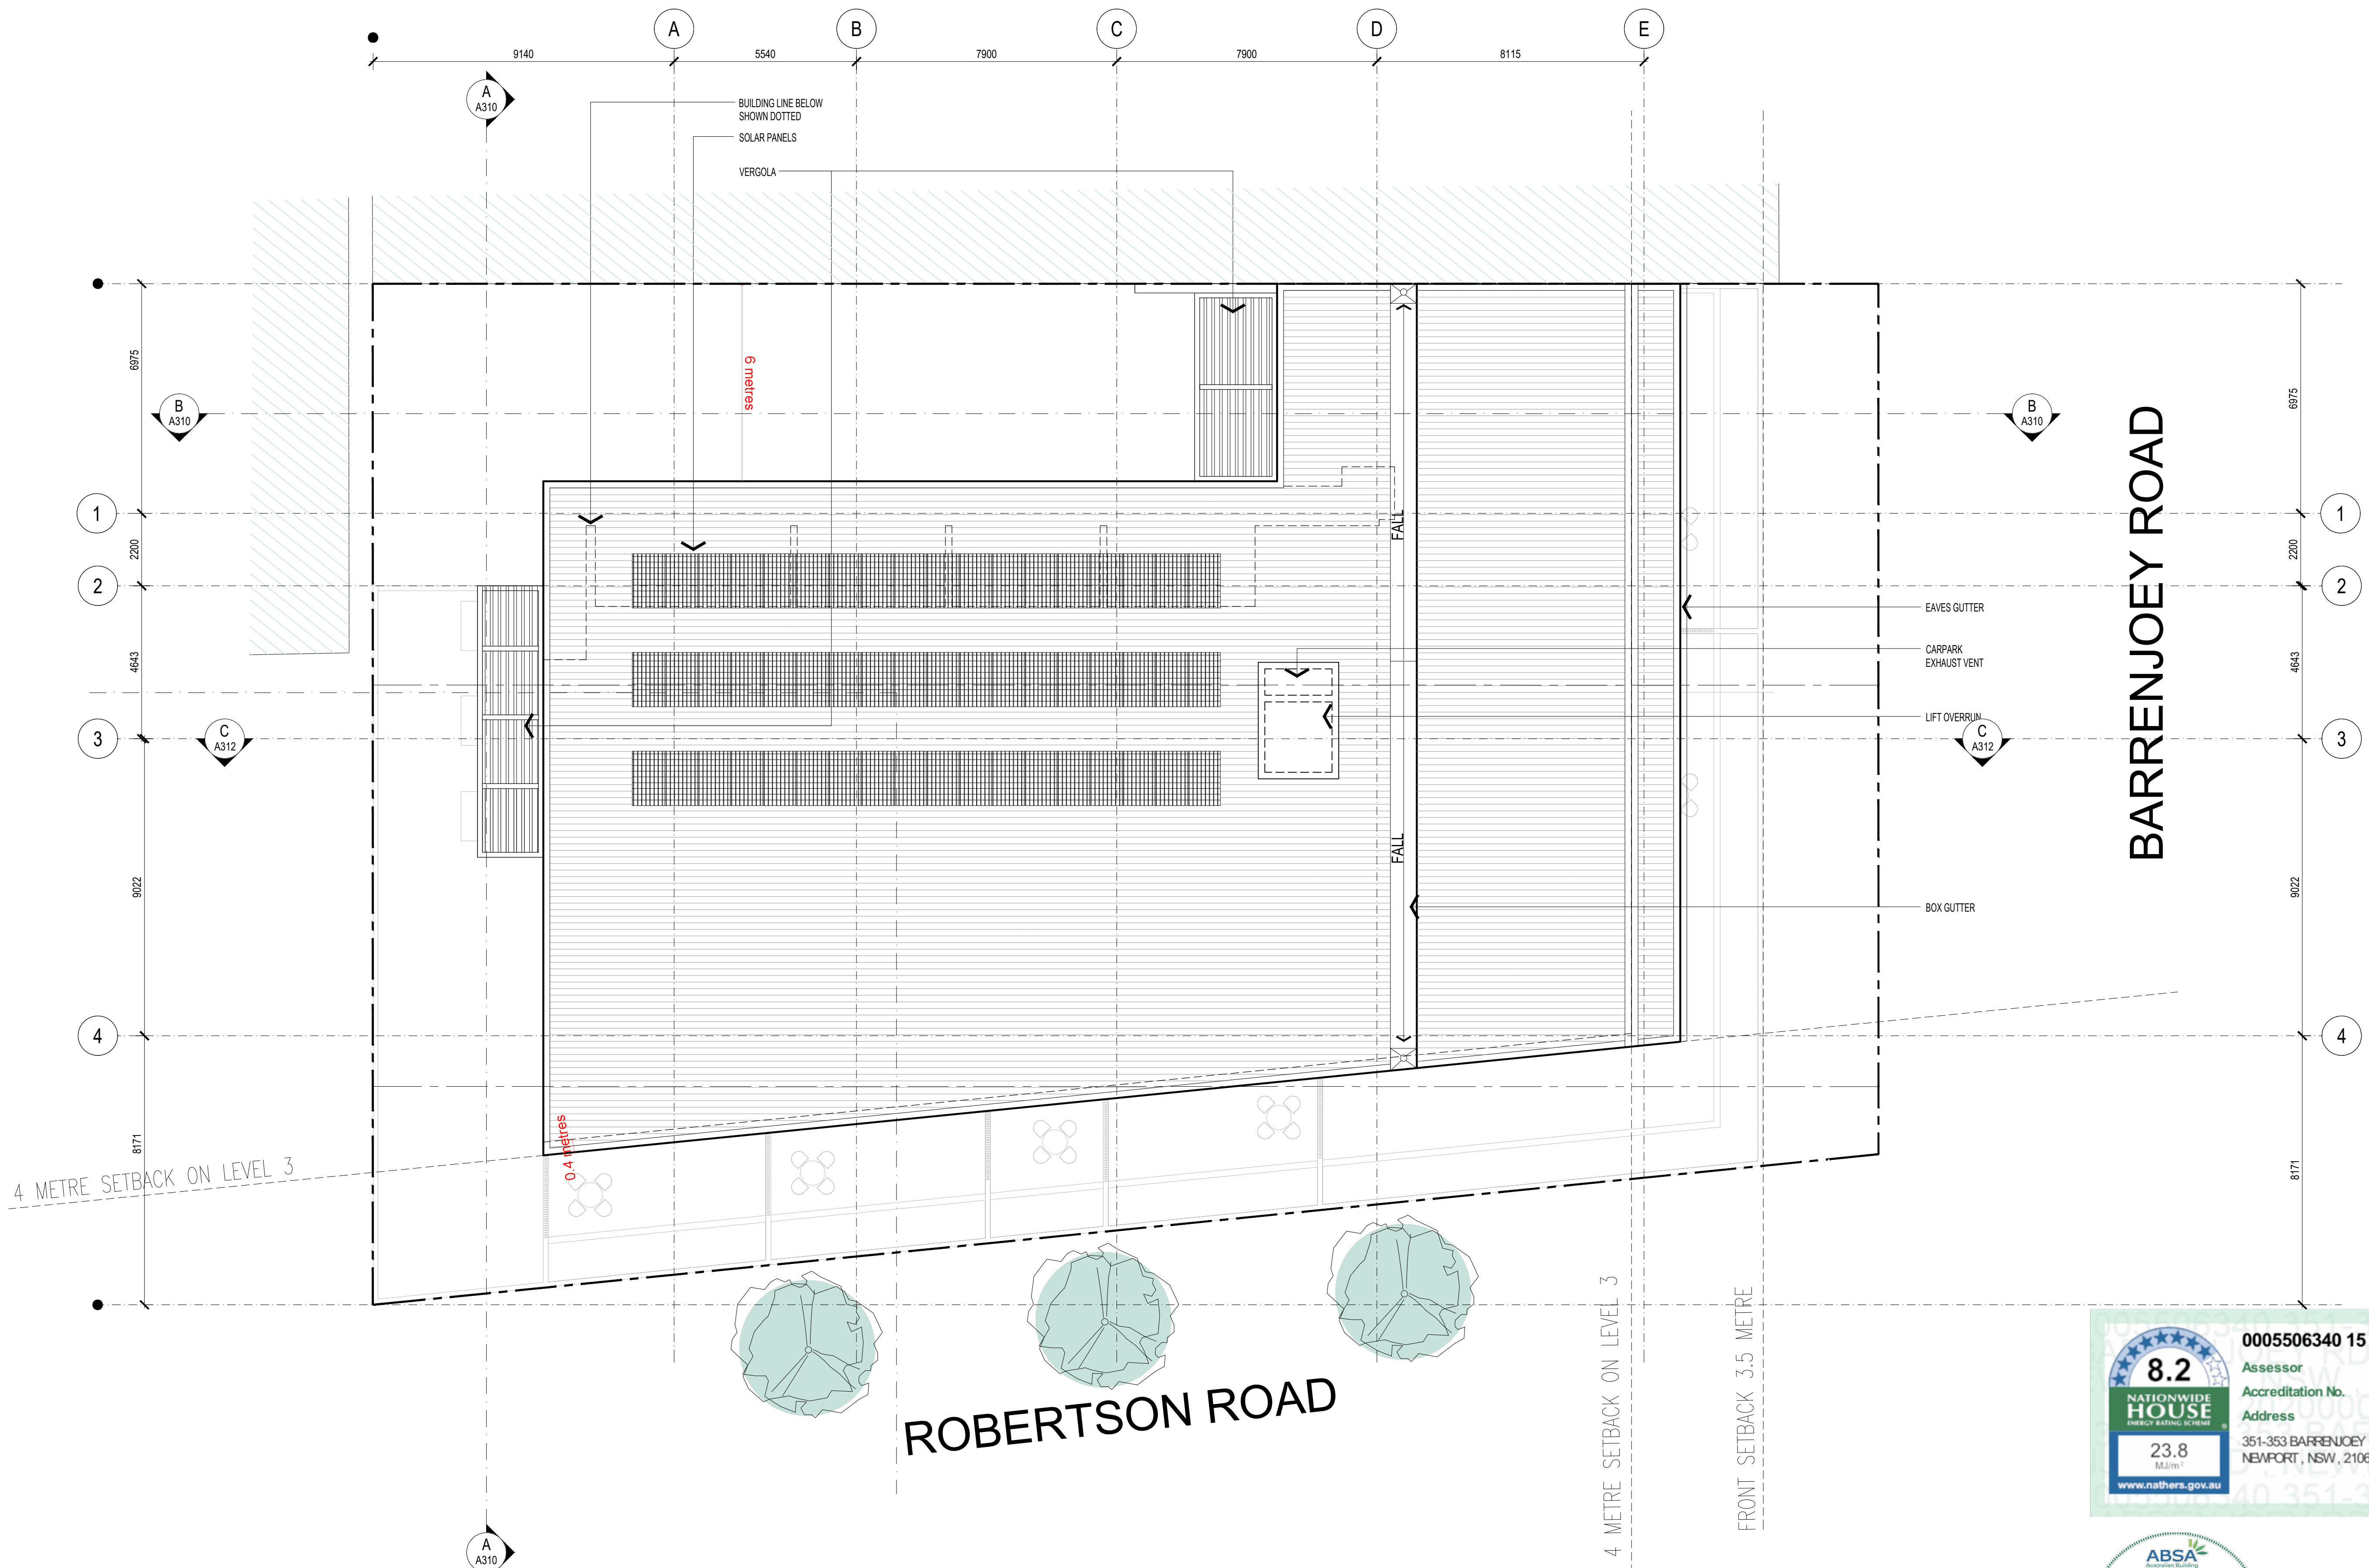 A
B
C
D
E
9140
5540
7900
7900
8115
A
A310
BUILDING LINE BELOW
SHOWN DOTTED
SOLAR PANELS
VERGOLA
6975
6 metres
6975
B
A310
B
A310
BARRENJOEY ROAD
1
1
FALL
2200
2200
2
2
EAVES GUTTER
4643
4643
CARPARK
EXHAUST VENT
LIFT OVERRUN
3
C
A312
C
A312
3
FALL
9022
9022
BOX GUTTER
4
4
0.4 metres
8171
8171
4 METRE SETBACK ON LEVEL 3
4 METRE SETBACK ON LEVEL 3
FRONT SETBACK 3.5 METRE
ROBERTSON ROAD
A
A310
8.2
NATIONWIDE
HOUSE
ENERGY RATING SCHEME
23.8
MJ/m²
www.nathers.gov.au
0005506340 15
Assessor
Accreditation No.
Address
351-353 BARRENJOEY
NEWPORT , NSW , 2106
ABSA
Australian Building